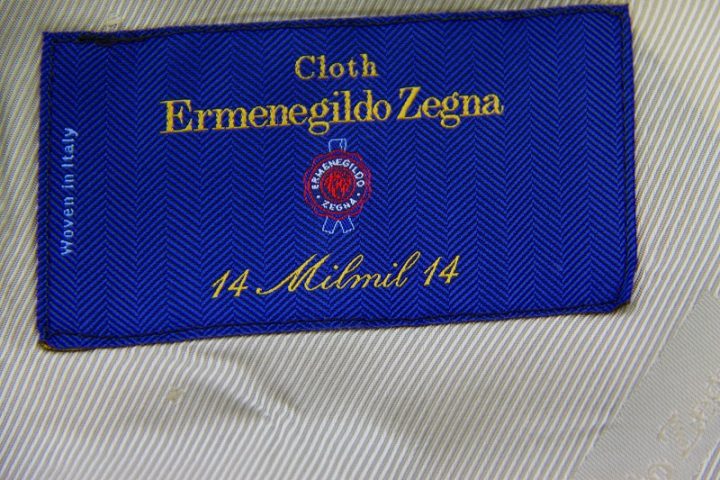 Cloth
Ermenegildo Zegna
Woven in Italy
ERMENEGILDO
ZEGNA
14 Milmil 14